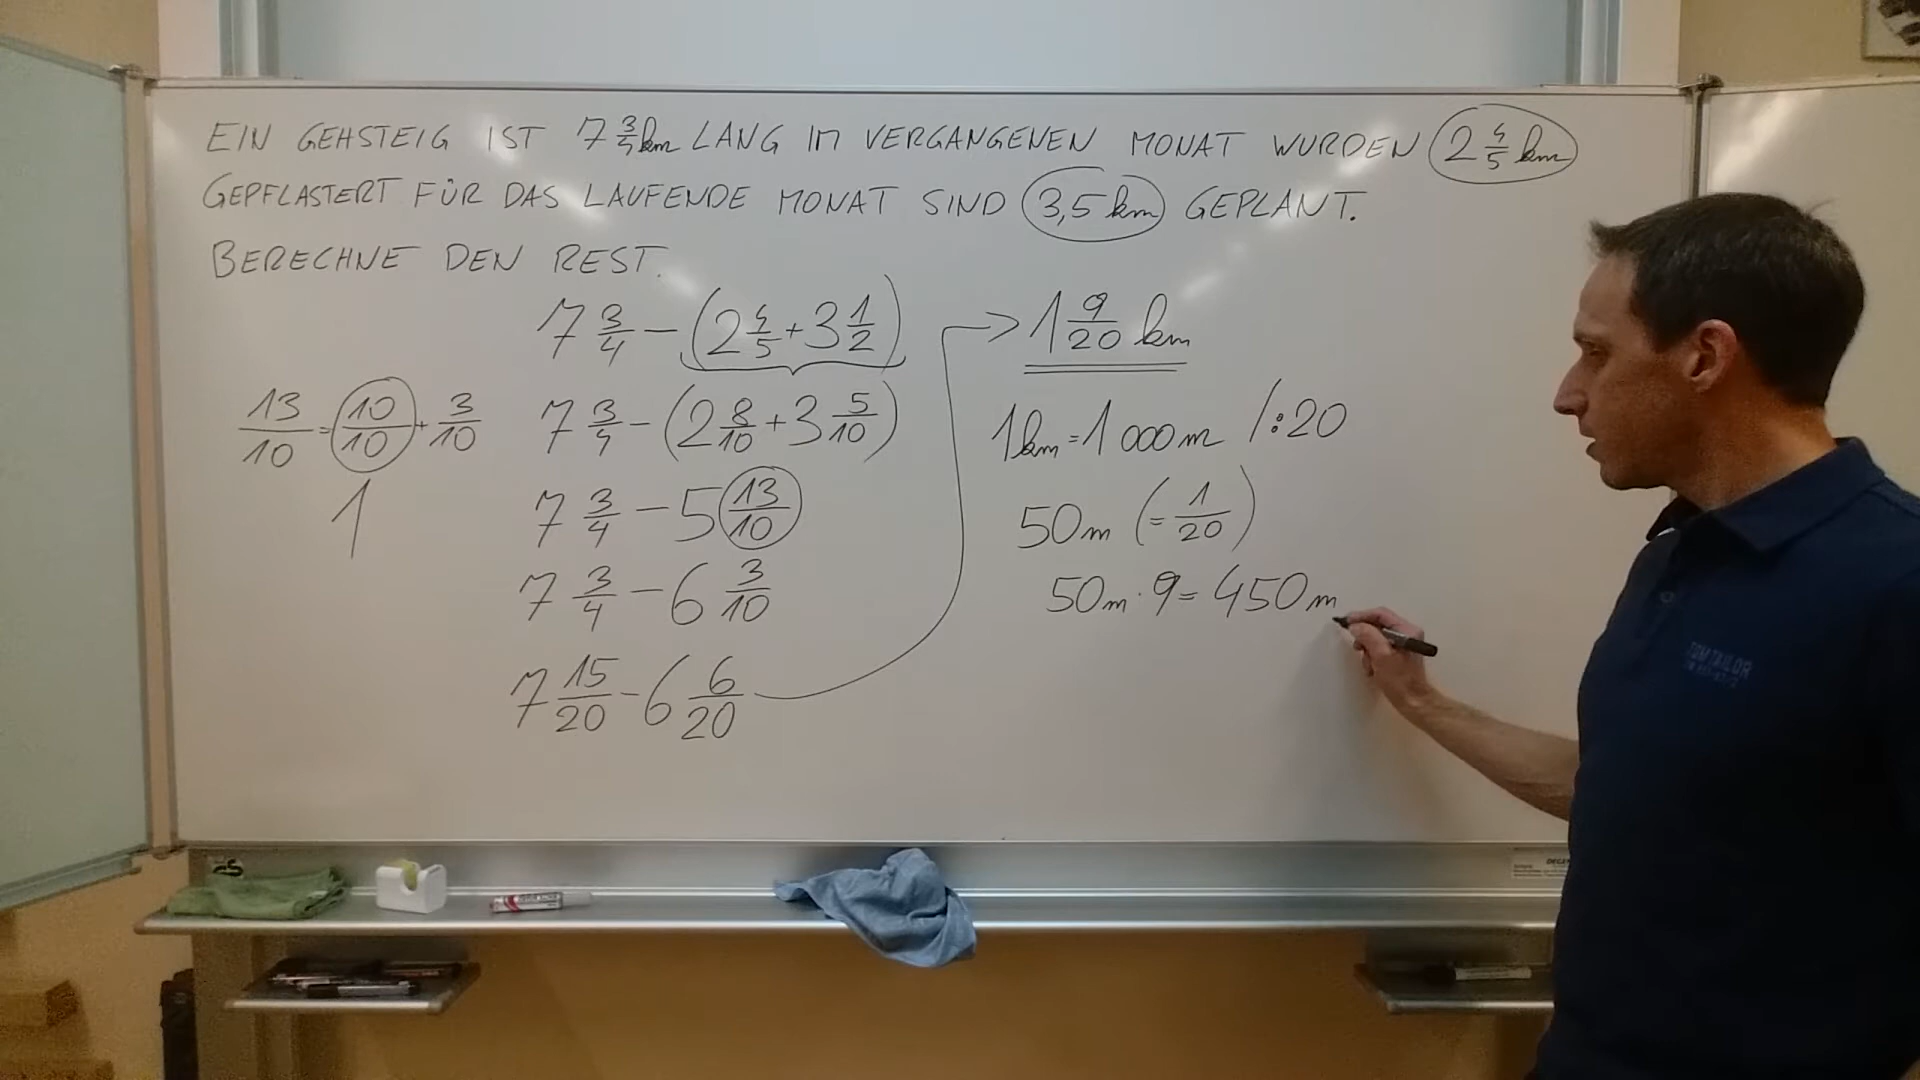 EIN GEHSTEIG IST 7 3/4 km LANG IM VERGANGENEN MONAT WURDEN 2 4/5 km
GEPFLASTERT FÜR DAS LAUFENDE MONAT SIND 3,5 km GEPLANT.
BERECHNE DEN REST.
7 3/4 - (2 4/5 + 3 1/2)
7 3/4 - (2 8/10 + 3 5/10)
7 3/4 - 5 13/10
7 3/4 - 6 3/10
7 15/20 - 6 6/20
13/10 = 10/10 + 3/10
1
→ 1 9/20 km
1 km = 1 000 m /:20
50 m (= 1/20)
50 m · 9 = 450 m
TOM TAILOR